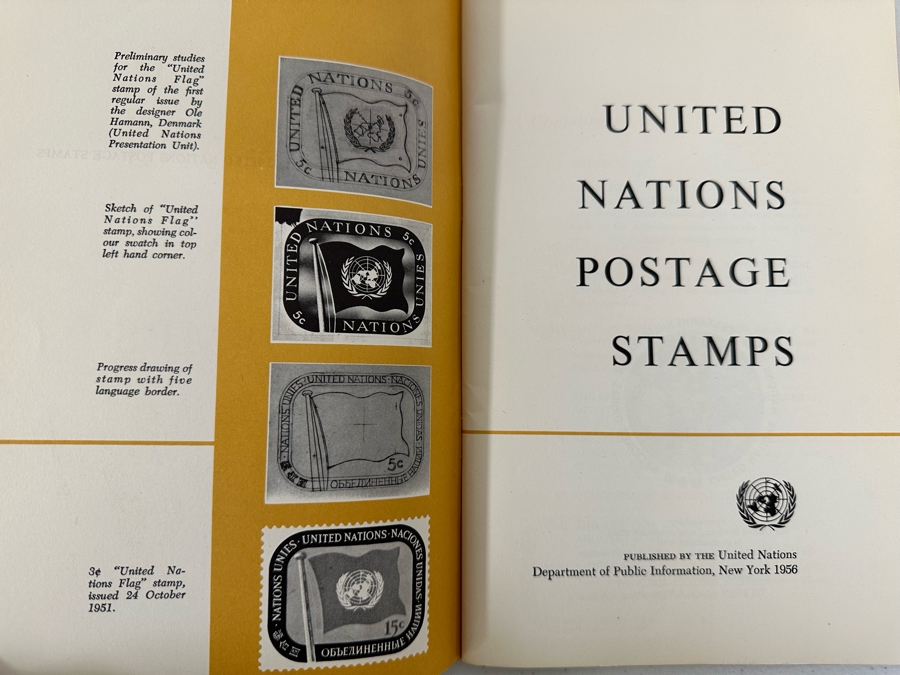 Preliminary studies
for the "United
Nations Flag"
stamp of the first
regular issue by
the designer Ole
Hamann, Denmark
(United Nations
Presentation Unit).
UNITED NATIONS 5c
5c NATIONS UNIES
Sketch of "United
Nations Flag"
stamp, showing col-
our swatch in top
left hand corner.
UNITED NATIONS 5c
5c NATIONS UNIES
Progress drawing of
stamp with five
language border.
NATIONS UNIES · UNITED NATIONS · NACIONES UNIDAS ·
5c
ОБЪЕДИНЕННЫЕ НАЦИИ
3¢ "United Na-
tions Flag" stamp,
issued 24 October
1951.
NATIONS UNIES · UNITED NATIONS · NACIONES UNIDAS ·
15c
ОБЪЕДИНЕННЫЕ НАЦИИ
UNITED
NATIONS
POSTAGE
STAMPS
PUBLISHED BY THE United Nations
Department of Public Information, New York 1956